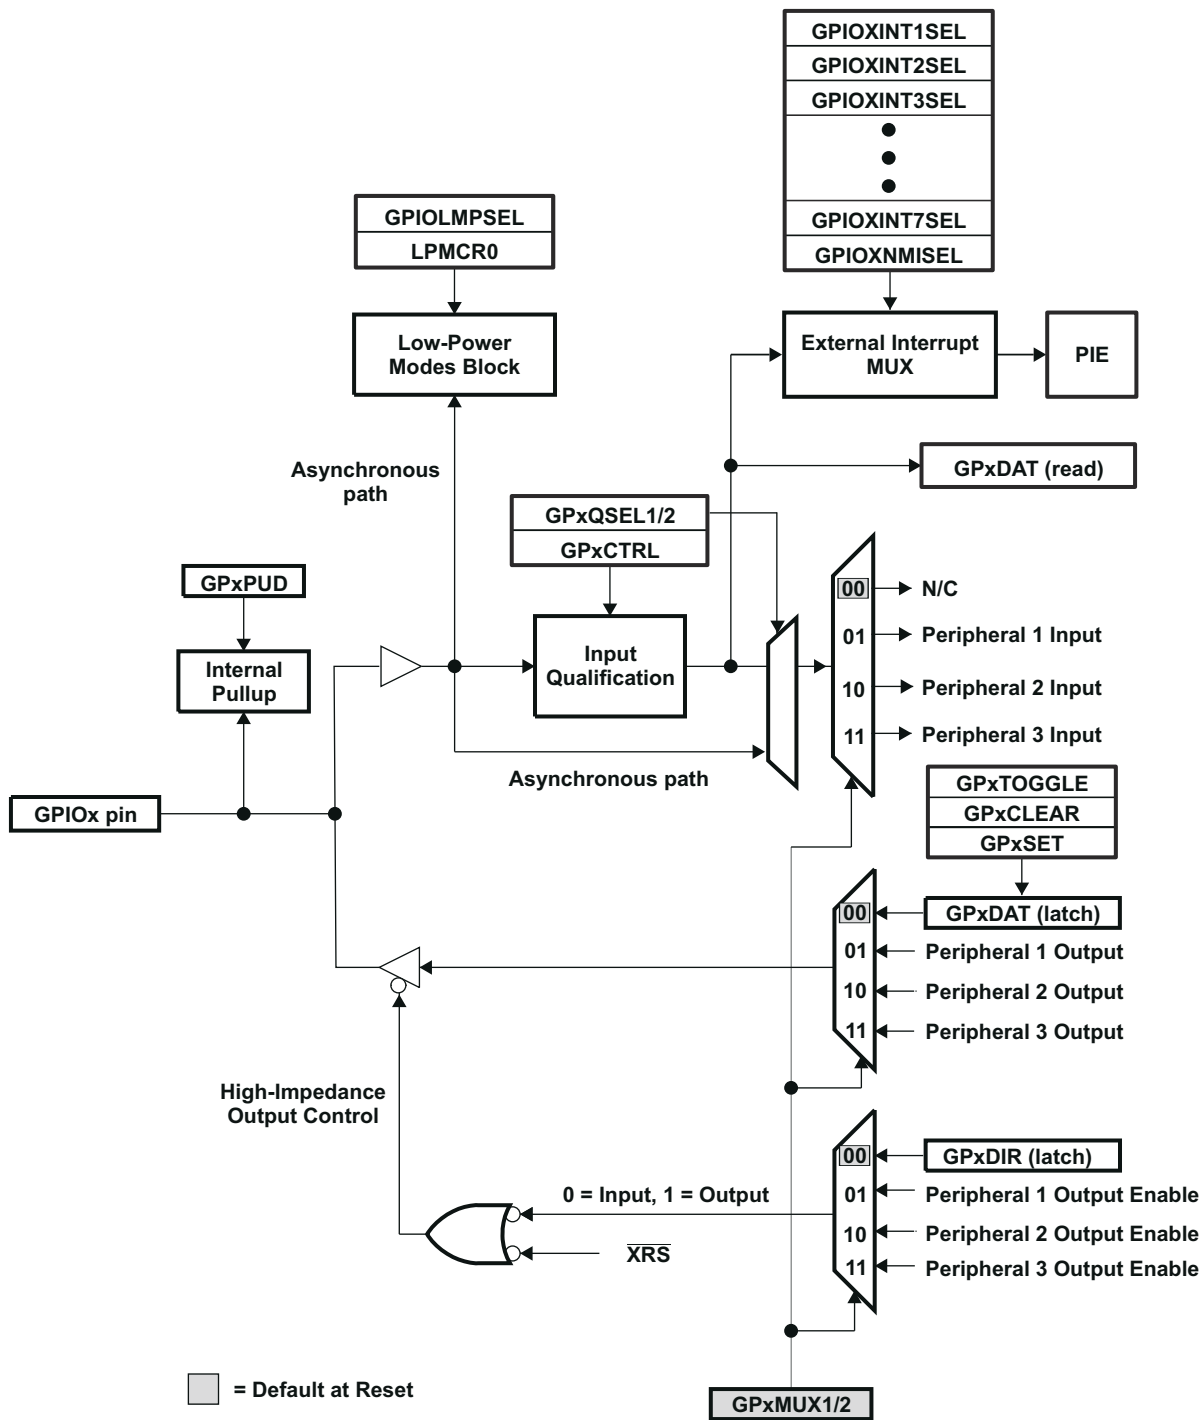 GPIOXINT1SEL
GPIOXINT2SEL
GPIOXINT3SEL
GPIOXINT7SEL
GPIOXNMISEL
GPIOLMPSEL
LPMCR0
Low-Power
Modes Block
External Interrupt
MUX
PIE
Asynchronous
path
GPxDAT (read)
GPxQSEL1/2
GPxCTRL
GPxPUD
Internal
Pullup
Input
Qualification
00
N/C
01
Peripheral 1 Input
10
Peripheral 2 Input
11
Peripheral 3 Input
Asynchronous path
GPIOx pin
GPxTOGGLE
GPxCLEAR
GPxSET
00
GPxDAT (latch)
01
Peripheral 1 Output
10
Peripheral 2 Output
11
Peripheral 3 Output
High-Impedance
Output Control
00
GPxDIR (latch)
0 = Input, 1 = Output
01
Peripheral 1 Output Enable
10
Peripheral 2 Output Enable
XRS
11
Peripheral 3 Output Enable
= Default at Reset
GPxMUX1/2